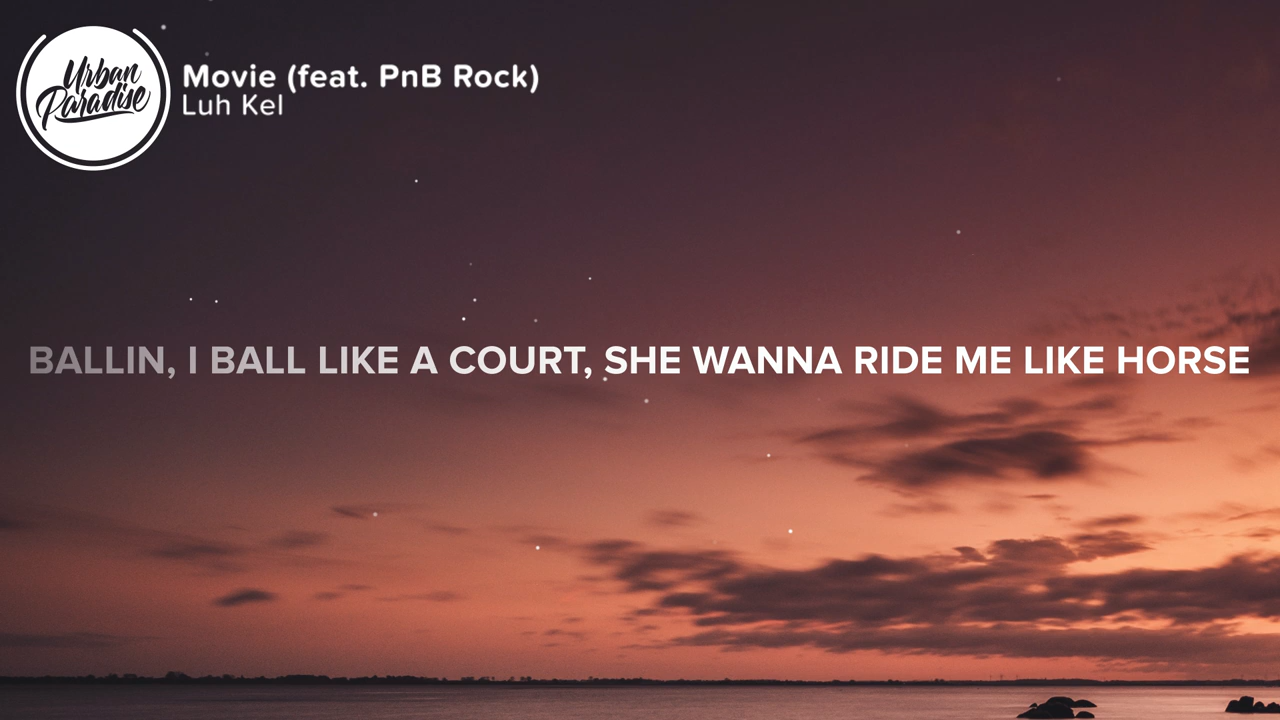 Urban
Paradise
Movie (feat. PnB Rock)
Luh Kel
BALLIN, I BALL LIKE A COURT, SHE WANNA RIDE ME LIKE HORSE